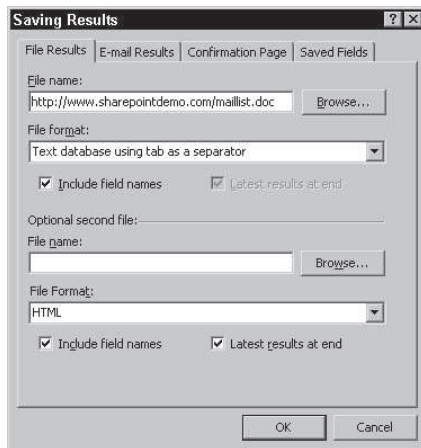 Saving Results
File Results E-mail Results Confirmation Page Saved Fields
File name:
http://www.sharepointdemo.com/maillist.doc Browse...
File format:
Text database using tab as a separator
Include field names Latest results at end
Optional second file:
File name:
Browse...
File Format:
HTML
Include field names Latest results at end
OK Cancel